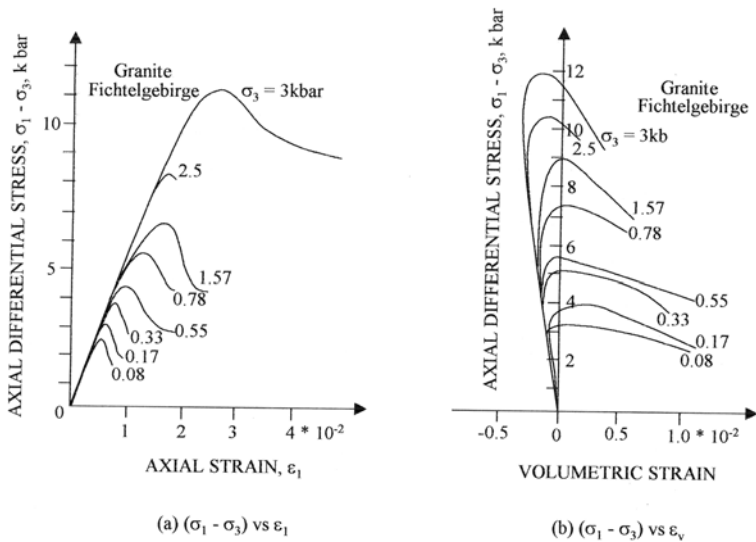 AXIAL DIFFERENTIAL STRESS, σ₁ - σ₃, k bar
Granite
Fichtelgebirge
σ₃ = 3kbar
10
2.5
5
1.57
0.78
0.55
0.33
0.17
0.08
0
1 2 3 4 * 10⁻²
AXIAL STRAIN, ε₁
(a) (σ₁ - σ₃) vs ε₁
AXIAL DIFFERENTIAL STRESS, σ₁ - σ₃, k bar
Granite
Fichtelgebirge
12
10
σ₃ = 3kb
2.5
8
1.57
0.78
6
0.55
4
0.33
0.17
2
0.08
-0.5 0 0.5 1.0 * 10⁻²
VOLUMETRIC STRAIN
(b) (σ₁ - σ₃) vs εᵥ